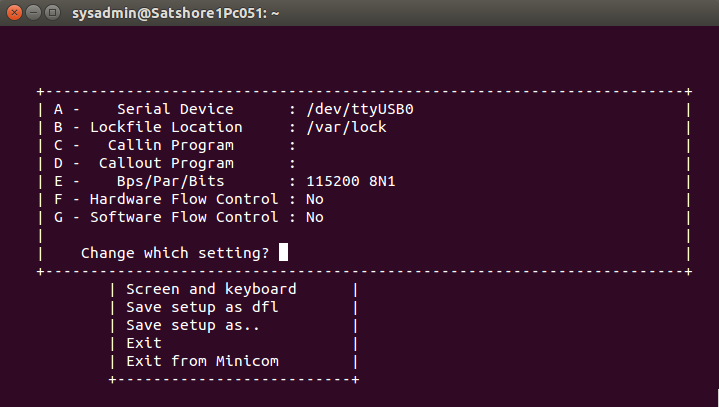 sysadmin@Satshore1Pc051: ~
+-----------------------------------------------------------------------+
| A -    Serial Device      : /dev/ttyUSB0                              |
| B - Lockfile Location     : /var/lock                                 |
| C -   Callin Program      :                                           |
| D -  Callout Program      :                                           |
| E -    Bps/Par/Bits       : 115200 8N1                                |
| F - Hardware Flow Control : No                                        |
| G - Software Flow Control : No                                        |
|                                                                       |
|    Change which setting?                                              |
+-----------------------------------------------------------------------+
| Screen and keyboard      |
| Save setup as dfl        |
| Save setup as..          |
| Exit                     |
| Exit from Minicom        |
+--------------------------+